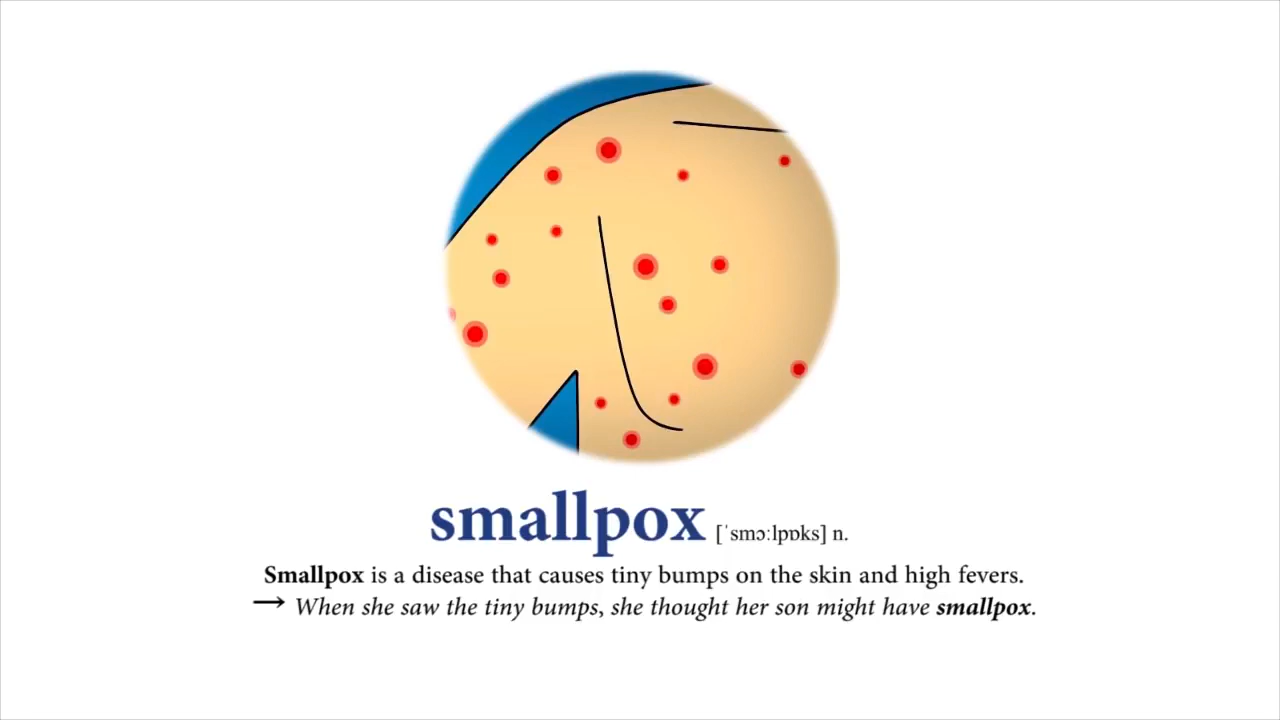 smallpox [ˈsmɔːlpɒks] n.
Smallpox is a disease that causes tiny bumps on the skin and high fevers.
→ When she saw the tiny bumps, she thought her son might have smallpox.